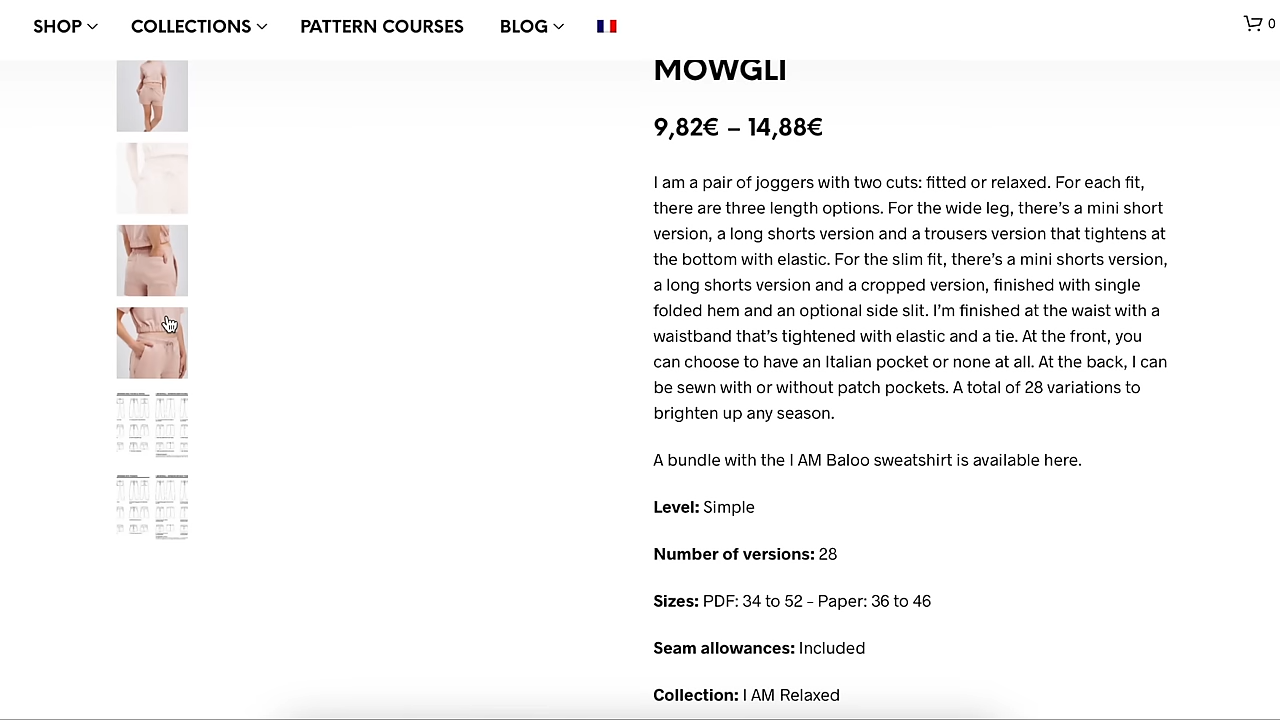 SHOP COLLECTIONS PATTERN COURSES BLOG 0
MOWGLI
9,82€ – 14,88€
I am a pair of joggers with two cuts: fitted or relaxed. For each fit,
there are three length options. For the wide leg, there’s a mini short
version, a long shorts version and a trousers version that tightens at
the bottom with elastic. For the slim fit, there’s a mini shorts version,
a long shorts version and a cropped version, finished with single
folded hem and an optional side slit. I’m finished at the waist with a
waistband that’s tightened with elastic and a tie. At the front, you
can choose to have an Italian pocket or none at all. At the back, I can
be sewn with or without patch pockets. A total of 28 variations to
brighten up any season.
A bundle with the I AM Baloo sweatshirt is available here.
Level: Simple
Number of versions: 28
Sizes: PDF: 34 to 52 – Paper: 36 to 46
Seam allowances: Included
Collection: I AM Relaxed